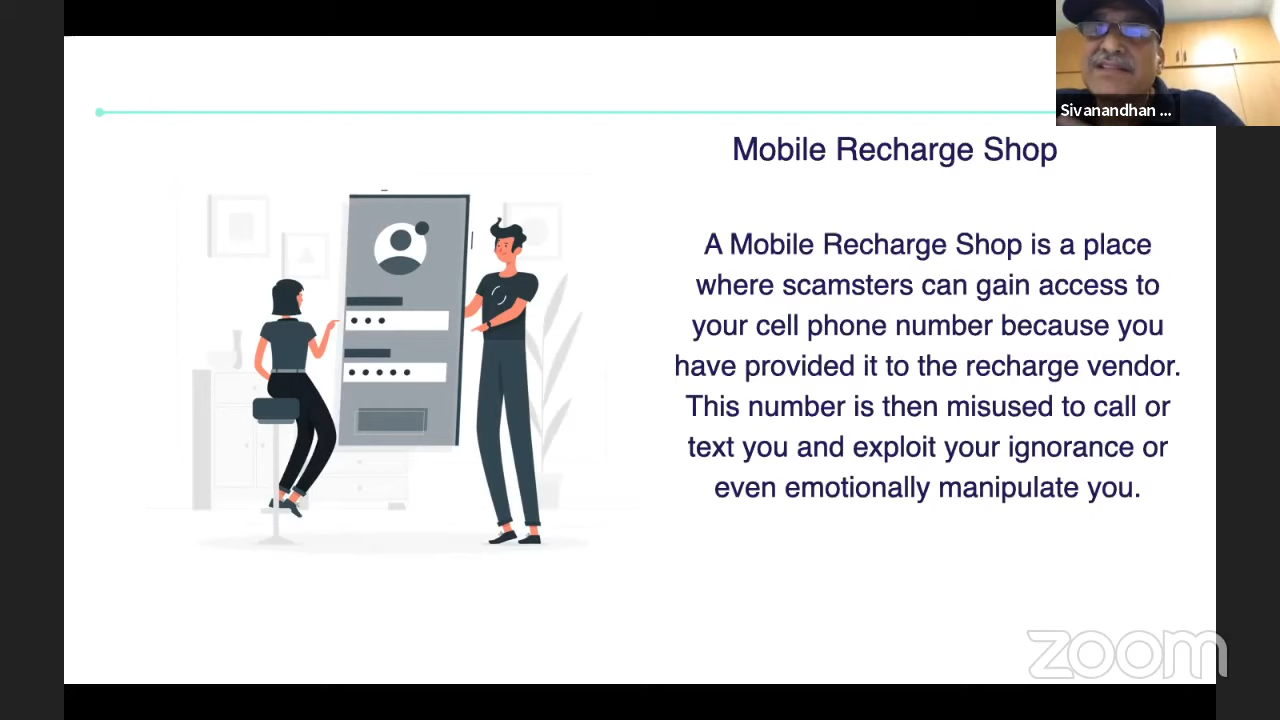 Sivanandhan ...
Mobile Recharge Shop
A Mobile Recharge Shop is a place
where scamsters can gain access to
your cell phone number because you
have provided it to the recharge vendor.
This number is then misused to call or
text you and exploit your ignorance or
even emotionally manipulate you.
zoom